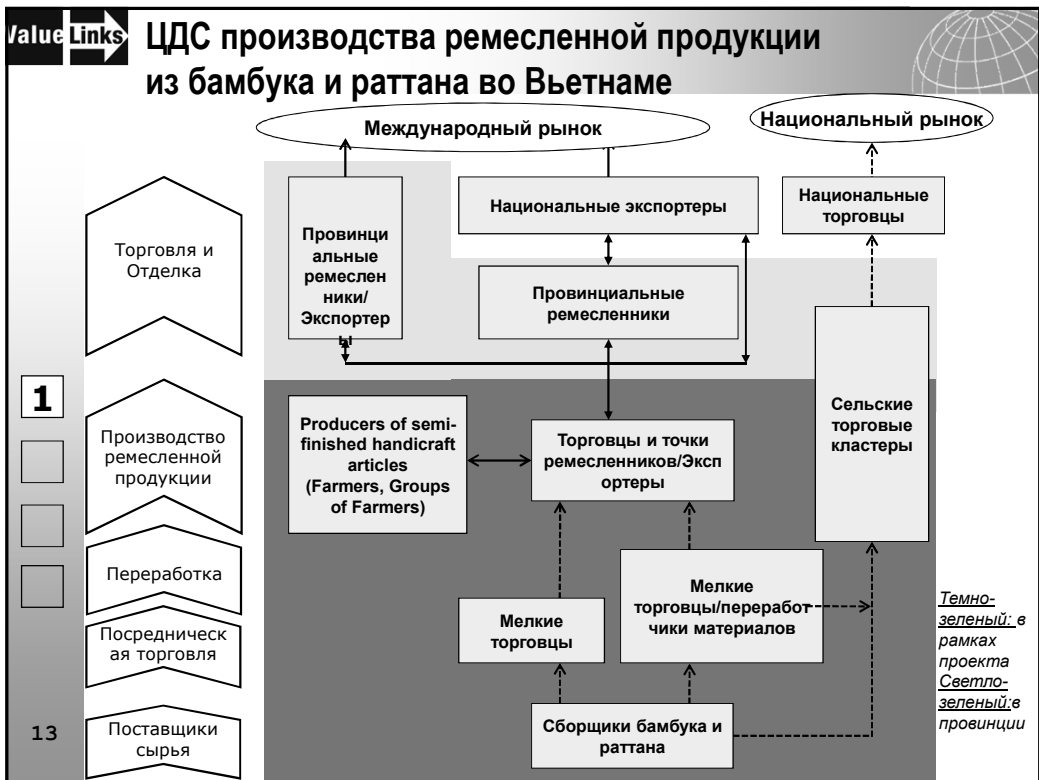 Value Links
ЦДС производства ремесленной продукции
из бамбука и раттана во Вьетнаме
Международный рынок
Национальный рынок
Торговля и
Отделка
Провинци
альные
ремеслен
ники/
Экспортер
ы
Национальные экспортеры
Национальные
торговцы
Провинциальные
ремесленники
1
Производство
ремесленной
продукции
Producers of semi-
finished handicraft
articles
(Farmers, Groups
of Farmers)
Торговцы и точки
ремесленников/Эксп
ортеры
Сельские
торговые
кластеры
Переработка
Посредническ
ая торговля
Мелкие
торговцы
Мелкие
торговцы/переработ
чики материалов
Темно-
зеленый: в
рамках
проекта
Светло-
зеленый:в
провинции
13
Поставщики
сырья
Сборщики бамбука и
раттана